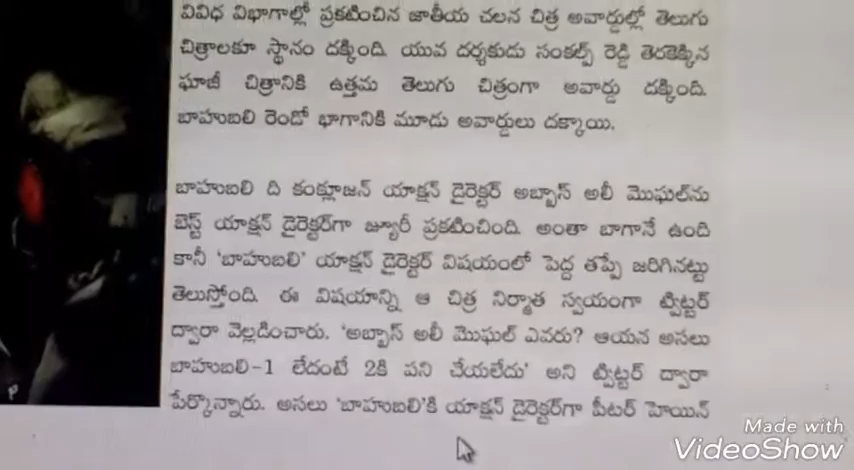 వివిధ విభాగాల్లో ప్రకటించిన జాతీయ చలన చిత్ర అవార్డుల్లో తెలుగు
చిత్రాలకూ స్థానం దక్కింది. యువ దర్శకుడు సంకల్ప్ రెడ్డి తెరకెక్కిన
ఘాజీ చిత్రానికి ఉత్తమ తెలుగు చిత్రంగా అవార్డు దక్కింది.
బాహుబలి రెండో భాగానికి మూడు అవార్డులు దక్కాయి.
బాహుబలి ది కంక్లూజన్ యాక్షన్ డైరెక్టర్ అబ్బాస్ అలీ మొఘల్‌ను
బెస్ట్ యాక్షన్ డైరెక్టర్‌గా జ్యూరీ ప్రకటించింది. అంతా బాగానే ఉంది
కానీ 'బాహుబలి' యాక్షన్ డైరెక్టర్ విషయంలో పెద్ద తప్పే జరిగినట్టు
తెలుస్తోంది. ఈ విషయాన్ని ఆ చిత్ర నిర్మాత స్వయంగా ట్విట్టర్
ద్వారా వెల్లడించారు. 'అబ్బాస్ అలీ మొఘల్ ఎవరు? ఆయన అసలు
బాహుబలి-1 లేదంటే 2కి పని చేయలేదు' అని ట్విట్టర్ ద్వారా
పేర్కొన్నారు. అసలు 'బాహుబలి'కి యాక్షన్ డైరెక్టర్‌గా పీటర్ హెయిన్
Made with
VideoShow